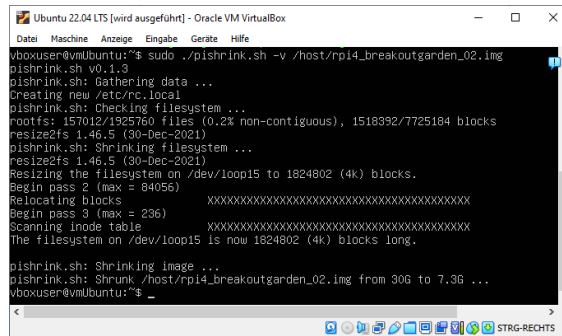 Ubuntu 22.04 LTS [wird ausgeführt] - Oracle VM VirtualBox
Datei Maschine Anzeige Eingabe Geräte Hilfe
vboxuser@vmUbuntu:~$ sudo ./pishrink.sh -v /host/rpi4_breakoutgarden_02.img
pishrink.sh v0.1.3
pishrink.sh: Gathering data ...
Creating new /etc/rc.local
pishrink.sh: Checking filesystem ...
rootfs: 157012/1925760 files (0.2% non-contiguous), 1518392/7725184 blocks
resize2fs 1.46.5 (30-Dec-2021)
pishrink.sh: Shrinking filesystem ...
resize2fs 1.46.5 (30-Dec-2021)
Resizing the filesystem on /dev/loop15 to 1824802 (4k) blocks.
Begin pass 2 (max = 84056)
Relocating blocks XXXXXXXXXXXXXXXXXXXXXXXXXXXXXXXXXXXXXXXX
Begin pass 3 (max = 236)
Scanning inode table XXXXXXXXXXXXXXXXXXXXXXXXXXXXXXXXXXXXXXXX
The filesystem on /dev/loop15 is now 1824802 (4k) blocks long.
pishrink.sh: Shrinking image ...
pishrink.sh: Shrunk /host/rpi4_breakoutgarden_02.img from 30G to 7.3G ...
vboxuser@vmUbuntu:~$ _
STRG-RECHTS